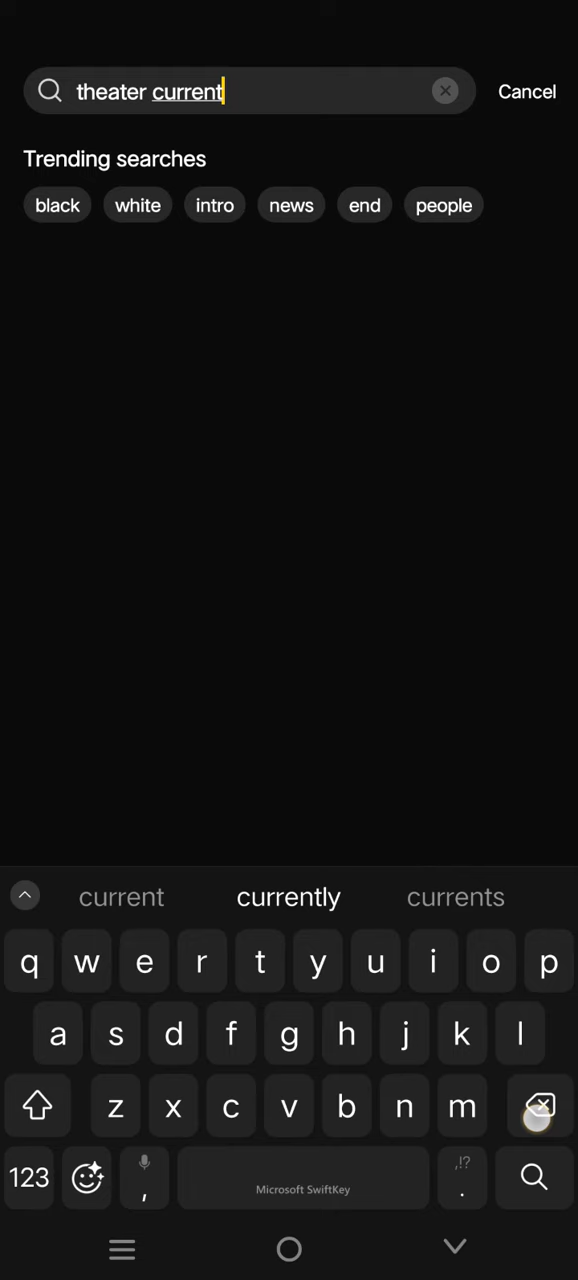 theater current
Cancel
Trending searches
black white intro news end people
current currently currents
q w e r t y u i o p
a s d f g h j k l
z x c v b n m
123 , Microsoft SwiftKey ,!? .